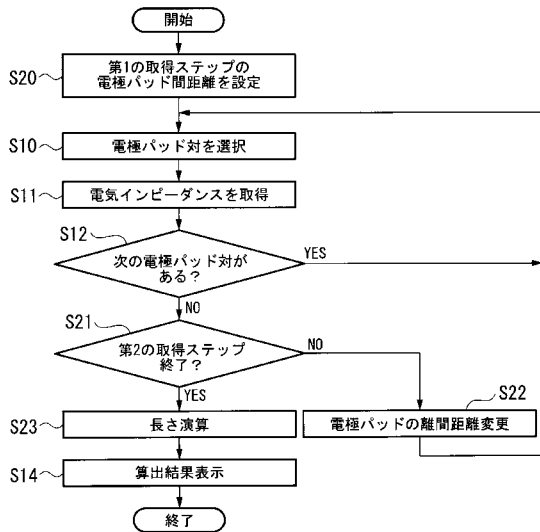 開始
S20
第1の取得ステップの
電極パッド間距離を設定
S10
電極パッド対を選択
S11
電気インピーダンスを取得
S12
次の電極パッド対が
ある?
YES
NO
S21
第2の取得ステップ
終了?
NO
YES
S22
電極パッドの離間距離変更
S23
長さ演算
S14
算出結果表示
終了